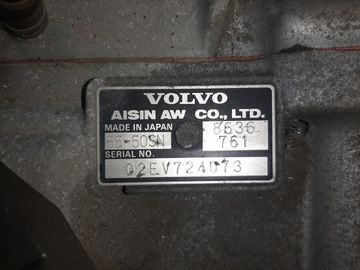 VOLVO
AISIN AW CO., LTD.
MADE IN JAPAN 8636
55-50SN 761
SERIAL NO.
02EV724073